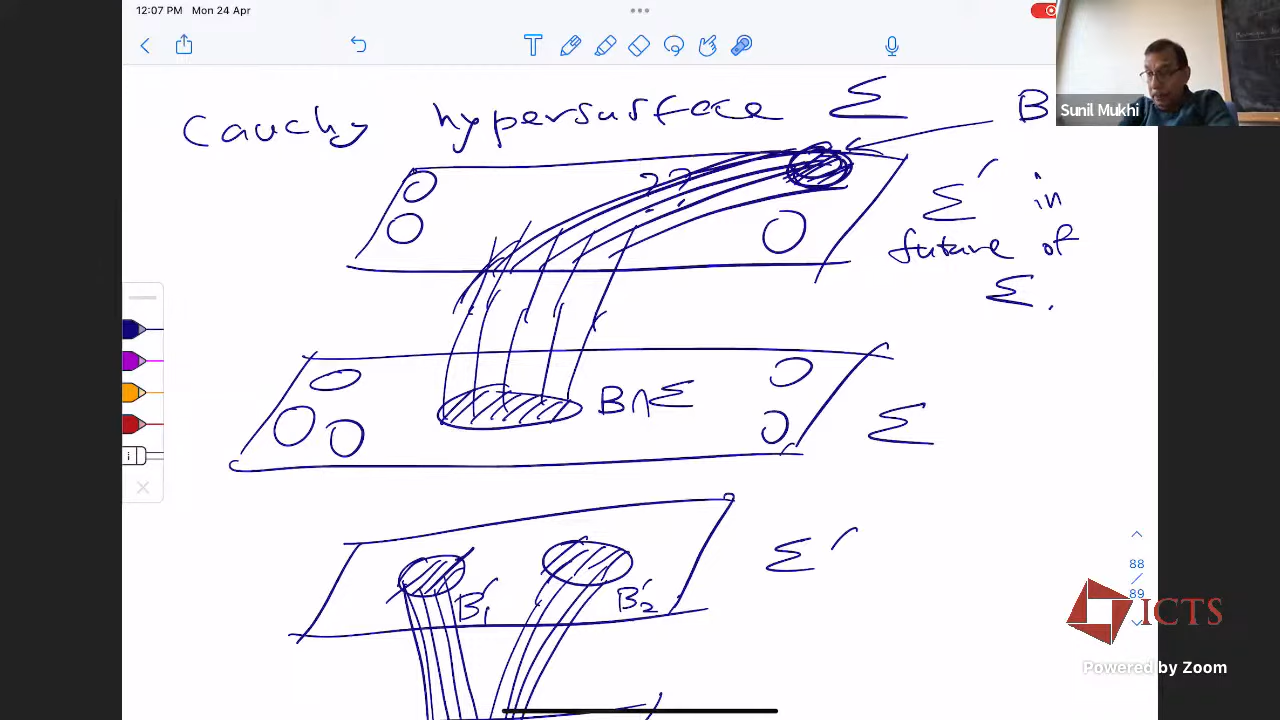 12:07 PM Mon 24 Apr
Cauchy hypersurface Σ
B
Sunil Mukhi
??
Σ′ in
future of
Σ.
B∩Σ
Σ
Σ′
B′₁
B′₂
88
89
ICTS
Powered by Zoom